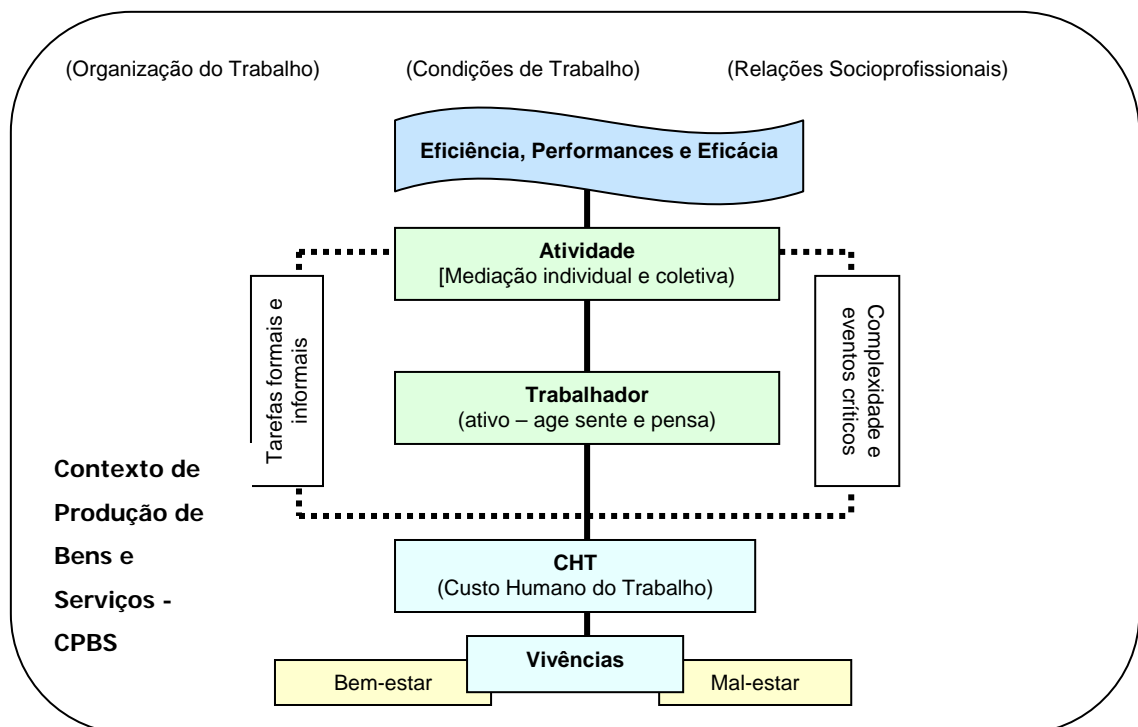 (Organização do Trabalho)
(Condições de Trabalho)
(Relações Socioprofissionais)
Eficiência, Performances e Eficácia
Atividade
[Mediação individual e coletiva)
Tarefas formais e
informais
Complexidade e
eventos críticos
Trabalhador
(ativo – age sente e pensa)
Contexto de
Produção de
Bens e
Serviços -
CPBS
CHT
(Custo Humano do Trabalho)
Vivências
Bem-estar
Mal-estar